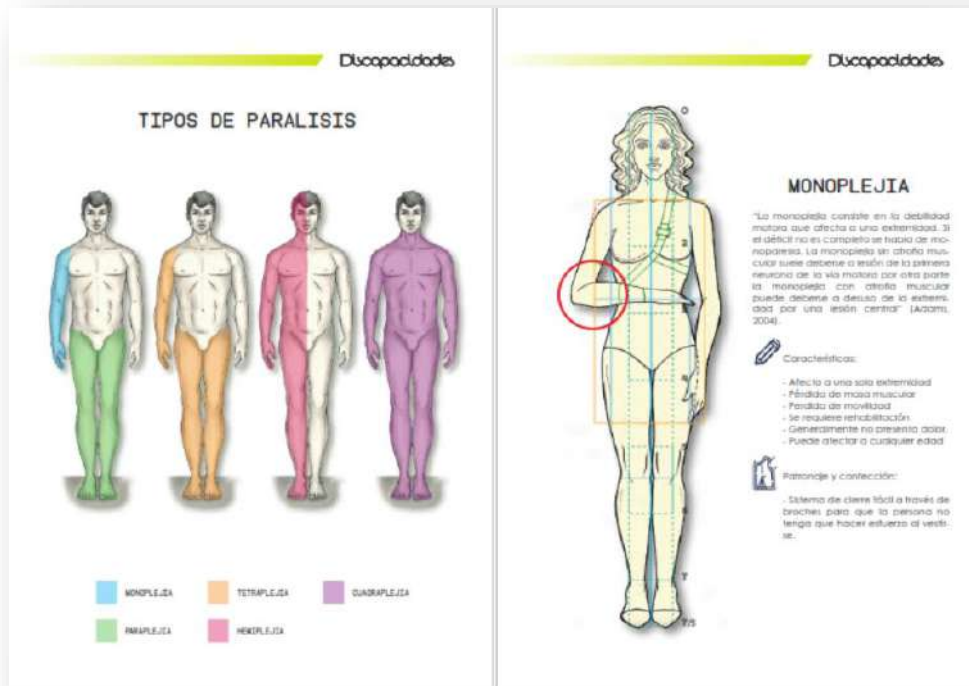 Discapacidades
TIPOS DE PARALISIS
MONOPLEJIA
TETRAPLEJIA
CUADRAPLEJIA
PARAPLEJIA
HEMIPLEJIA
Discapacidades
MONOPLEJIA
"La monoplejia consiste en la debilidad
motora que afecta a una extremidad. Si
el déficit no es completo se habla de mo-
noparesia. La monoplejia sin atrofia mus-
cular suele deberse a lesión de la primera
neurona de la vía motora por otra parte
la monoplejia con atrofia muscular
puede deberse a desuso de la extremi-
dad por una lesión central" (Adams,
2004).
Características:
- Afecta a una sola extremidad
- Pérdida de masa muscular
- Perdida de movilidad
- Se requiere rehabilitación
- Generalmente no presenta dolor.
- Puede afectar a cualquier edad
Patronaje y confección:
- Sistema de cierre fácil a través de
broches para que la persona no
tenga que hacer esfuerzo al vestir-
se.
0
2
7
7/5